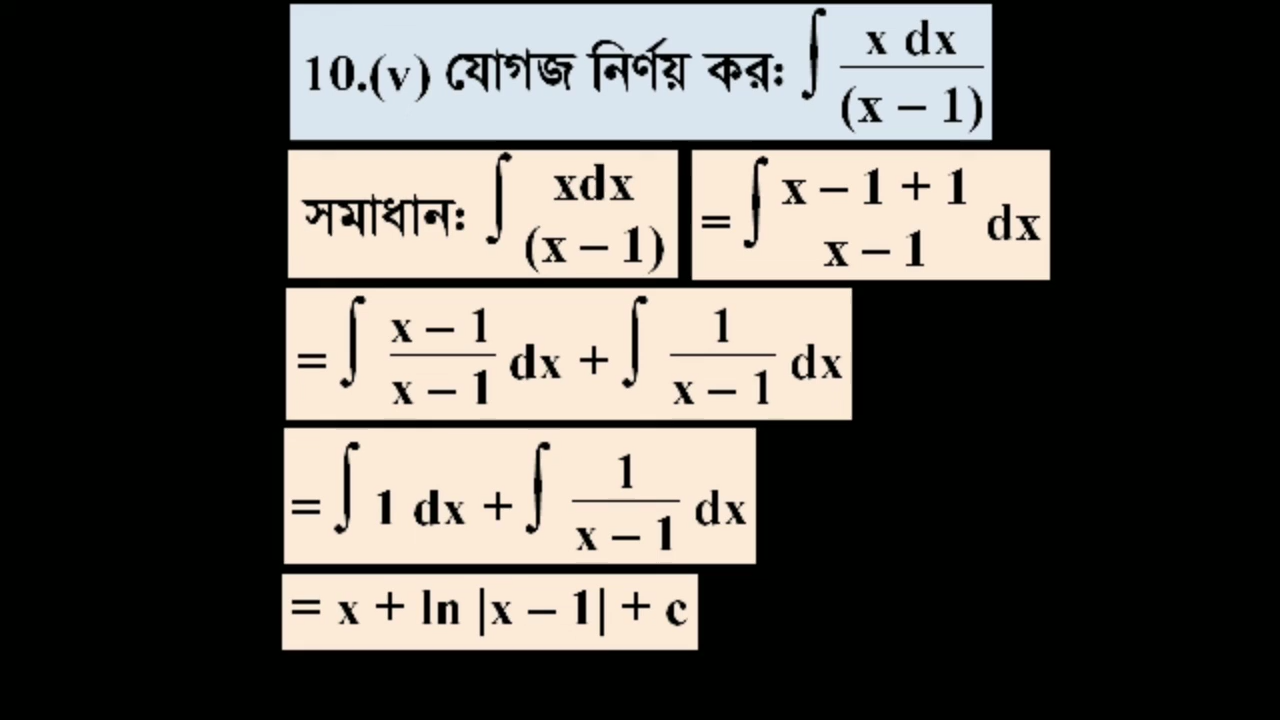 10.(v) যোগজ নির্ণয় কর: ∫ x dx / (x − 1)
সমাধান: ∫ xdx / (x − 1) = ∫ x − 1 + 1 / x − 1 dx
= ∫ x − 1 / x − 1 dx + ∫ 1 / x − 1 dx
= ∫ 1 dx + ∫ 1 / x − 1 dx
= x + ln |x − 1| + c